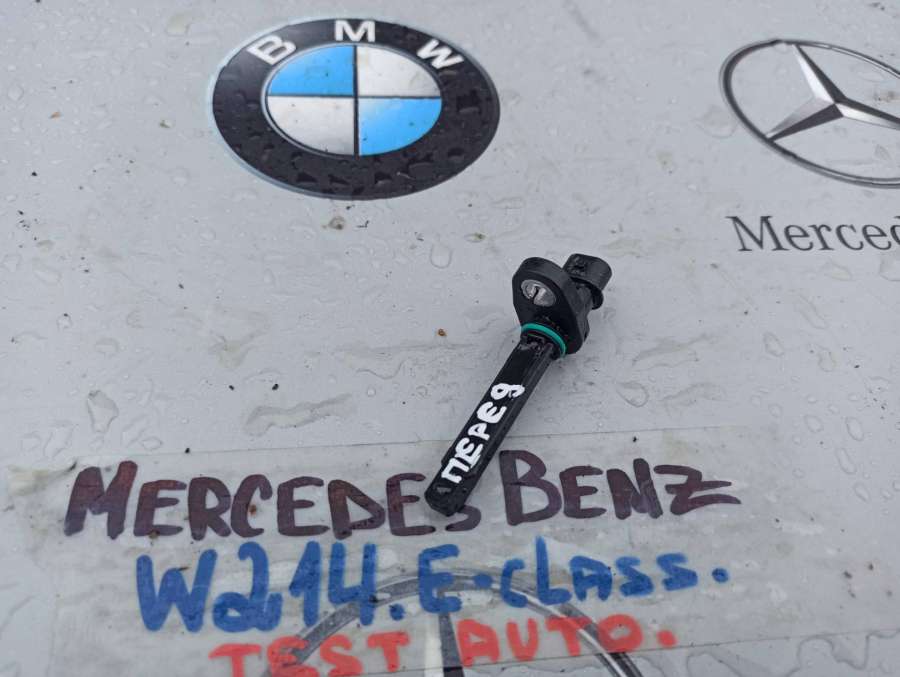 BMW
Merced
ПЕРЕД
MERCEDES BENZ
W214. E-CLASS.
TEST AUTO.